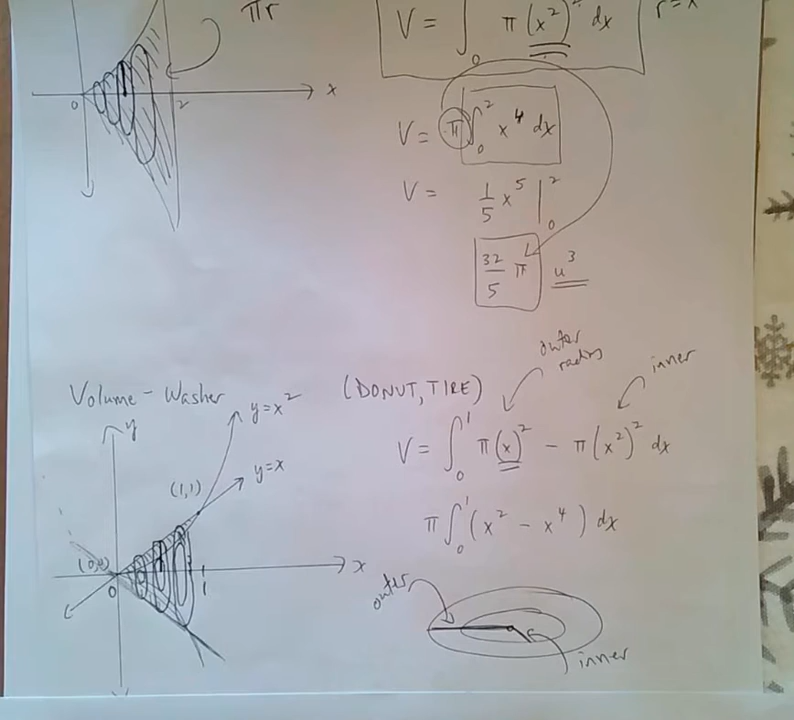 πr
V = ∫₀ π(x²)² dx
r=x
0
2
x
V = π∫₀² x⁴ dx
V = 1/5 x⁵ |₀²
32/5 π u³
Volume - Washer
(DONUT, TIRE)
outer radius
inner
y
y=x²
y=x
(1,1)
V = ∫₀¹ π(x)² - π(x²)² dx
π∫₀¹(x² - x⁴) dx
(0,0)
0
1
x
outer
inner